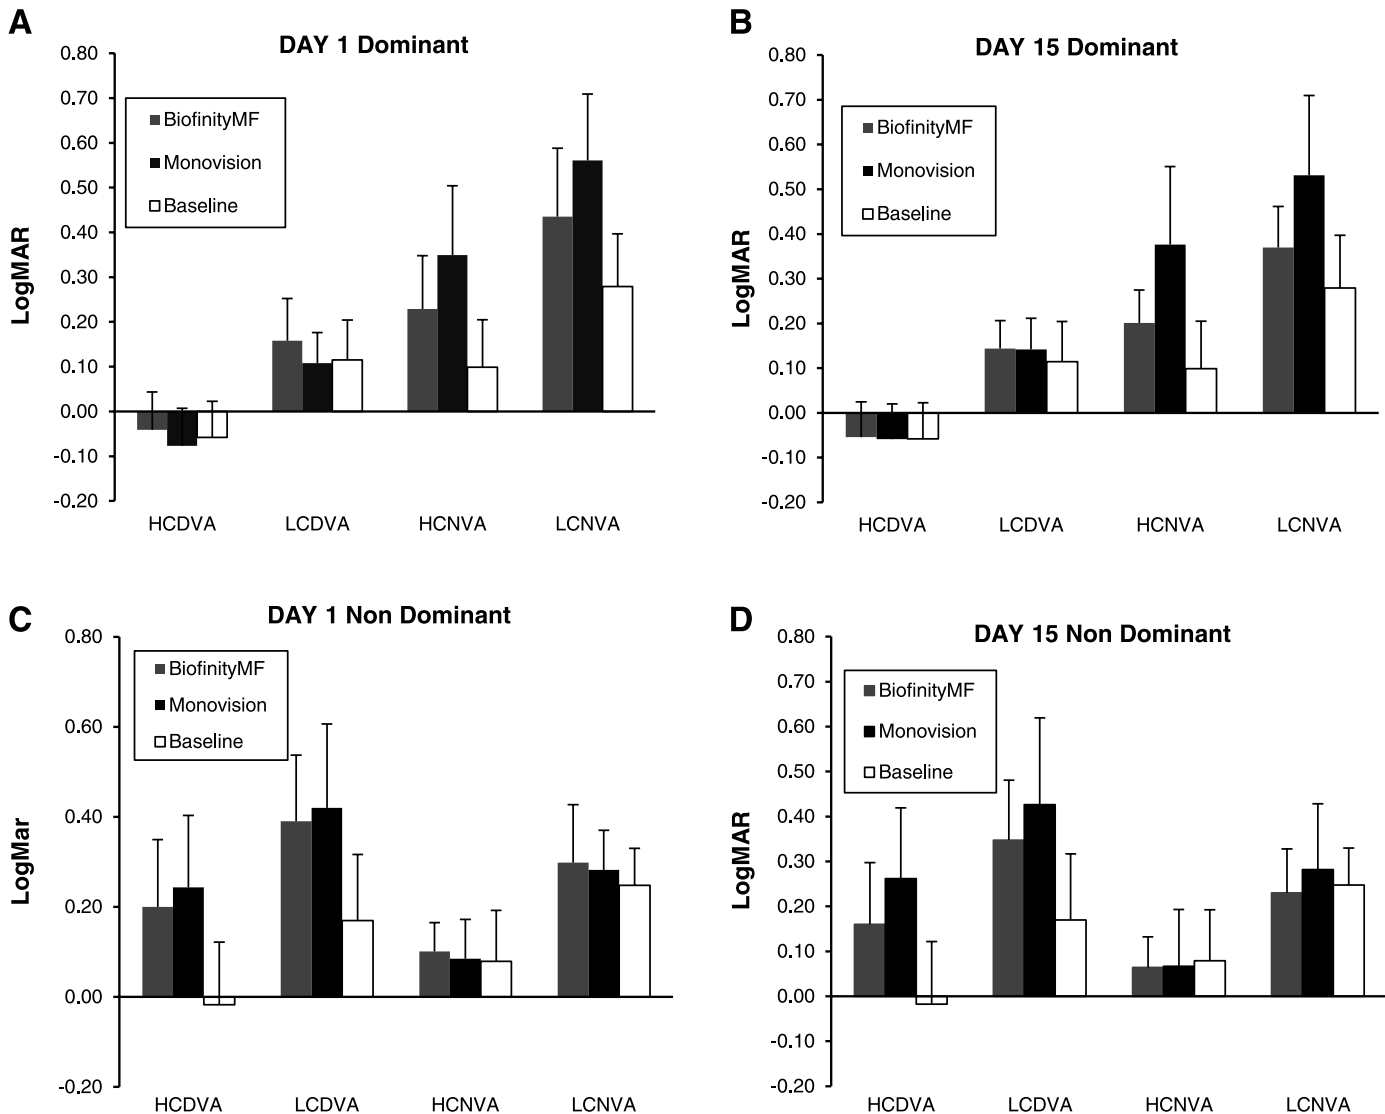 A
DAY 1 Dominant
0.80
0.70
0.60
0.50
0.40
0.30
0.20
0.10
0.00
-0.10
-0.20
LogMAR
BiofinityMF
Monovision
Baseline
HCDVA LCDVA HCNVA LCNVA
B
DAY 15 Dominant
0.80
0.70
0.60
0.50
0.40
0.30
0.20
0.10
0.00
-0.10
-0.20
LogMAR
BiofinityMF
Monovision
Baseline
HCDVA LCDVA HCNVA LCNVA
C
DAY 1 Non Dominant
0.80
0.60
0.40
0.20
0.00
-0.20
LogMar
BiofinityMF
Monovision
Baseline
HCDVA LCDVA HCNVA LCNVA
D
DAY 15 Non Dominant
0.80
0.70
0.60
0.50
0.40
0.30
0.20
0.10
0.00
-0.10
-0.20
LogMAR
BiofinityMF
Monovision
Baseline
HCDVA LCDVA HCNVA LCNVA